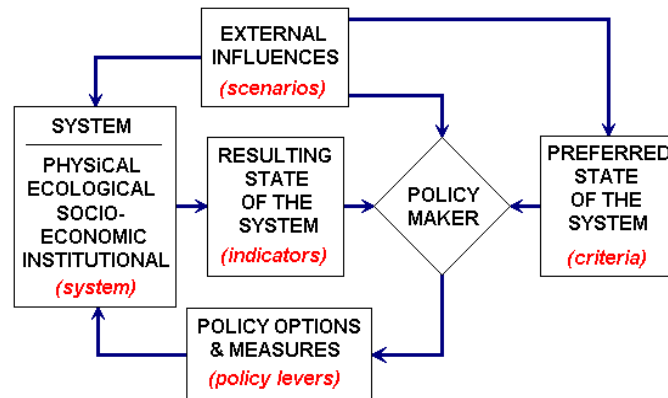 EXTERNAL
INFLUENCES
(scenarios)
SYSTEM
PHYSiCAL
ECOLOGICAL
SOCIO-
ECONOMIC
INSTITUTIONAL
(system)
RESULTING
STATE
OF THE
SYSTEM
(indicators)
POLICY
MAKER
PREFERRED
STATE
OF THE
SYSTEM
(criteria)
POLICY OPTIONS
& MEASURES
(policy levers)